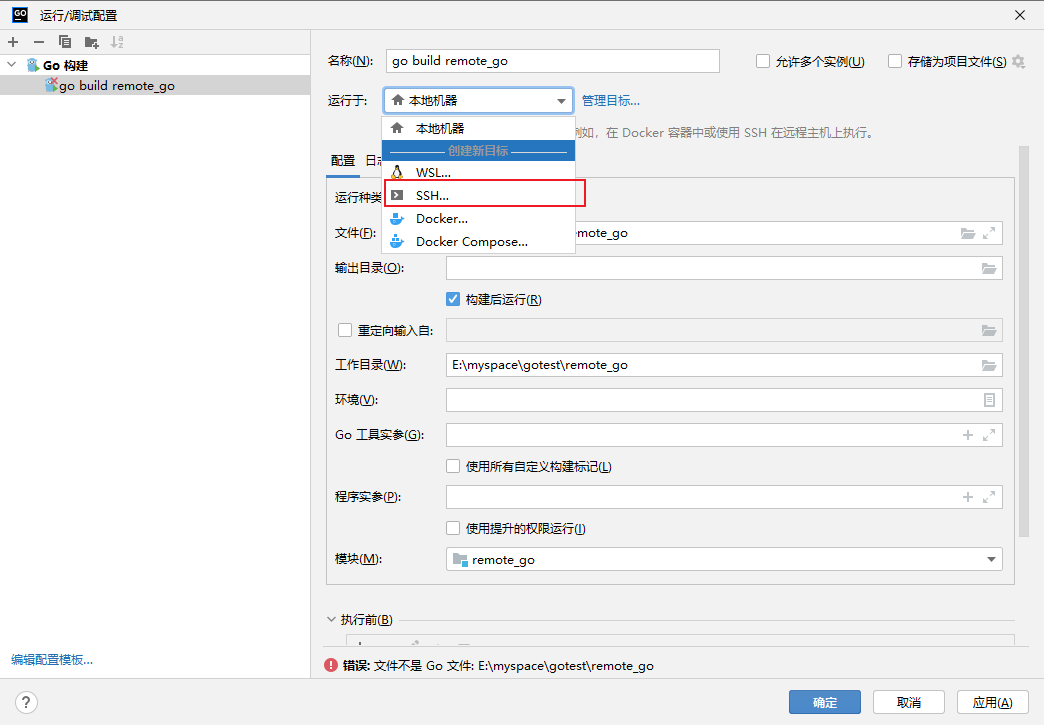 GO 运行/调试配置
Go 构建
go build remote_go
名称(N): go build remote_go 允许多个实例(U) 存储为项目文件(S)
运行于: 本地机器 管理目标...
本地机器
例如，在 Docker 容器中或使用 SSH 在远程主机上执行。
创建新目标
配置
WSL...
运行种类 SSH...
Docker...
文件(F): emote_go
Docker Compose...
输出目录(O):
构建后运行(R)
重定向输入自:
工作目录(W): E:\myspace\gotest\remote_go
环境(V):
Go 工具实参(G):
使用所有自定义构建标记(L)
程序实参(P):
使用提升的权限运行(I)
模块(M): remote_go
执行前(B)
编辑配置模板...
错误: 文件不是 Go 文件: E:\myspace\gotest\remote_go
? 确定 取消 应用(A)